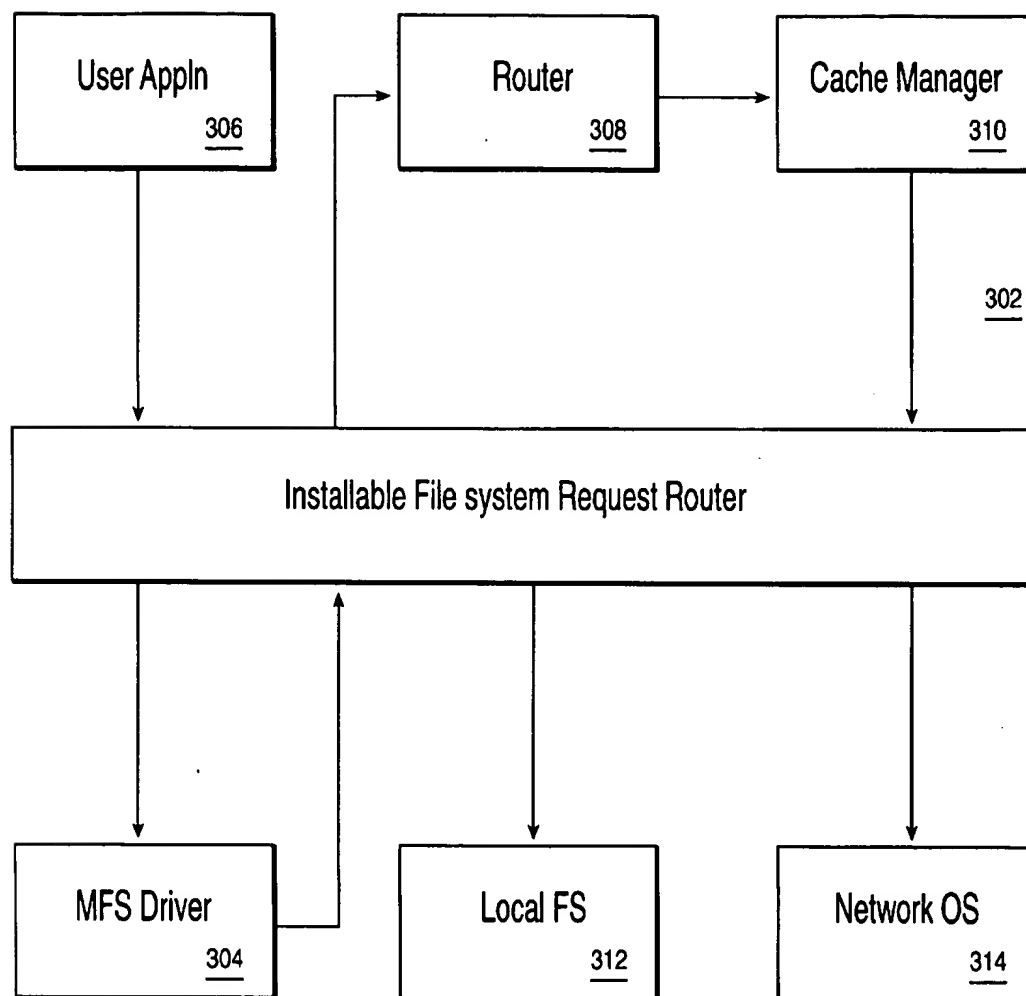 User Appln
306
Router
308
Cache Manager
310
302
Installable File system Request Router
MFS Driver
304
Local FS
312
Network OS
314